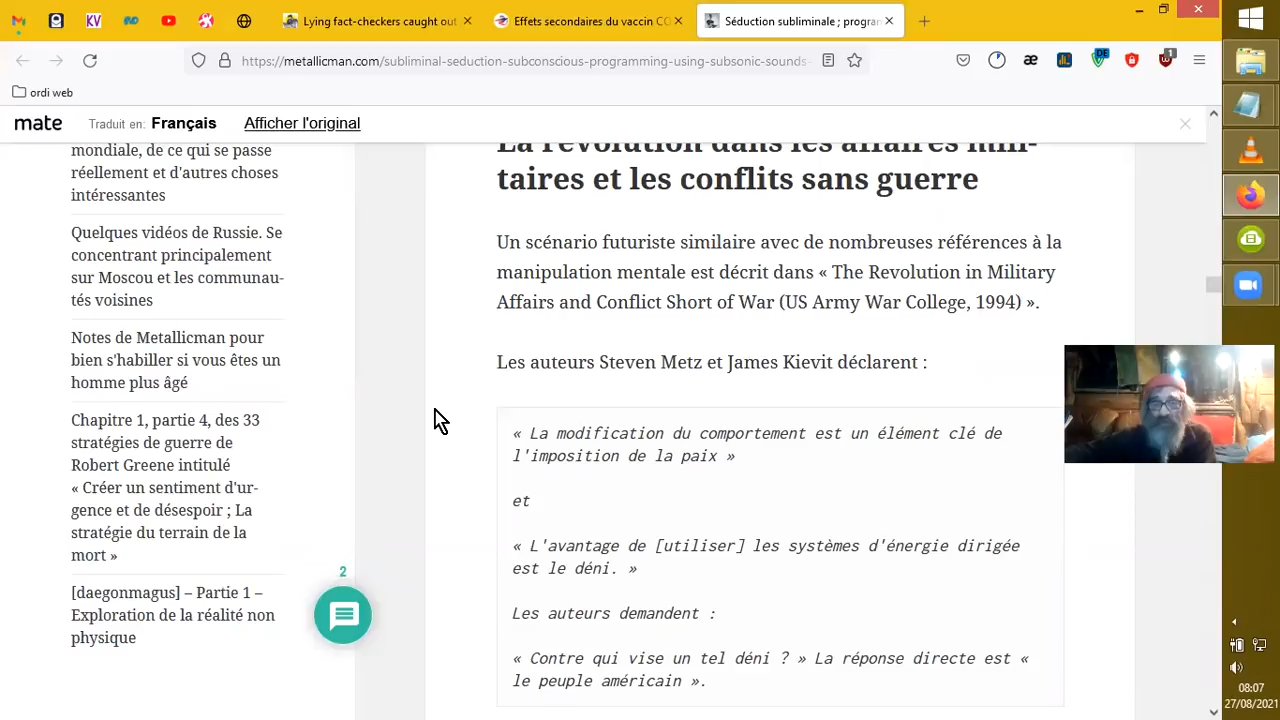 Lying fact-checkers caught out
Effets secondaires du vaccin CO
Séduction subliminale ; progran
https://metallicman.com/subliminal-seduction-subconscious-programming-using-subsonic-sounds-
ordi web
mate
Traduit en: Français
Afficher l'original
mondiale, de ce qui se passe
réellement et d'autres choses
intéressantes
Quelques vidéos de Russie. Se
concentrant principalement
sur Moscou et les communau-
tés voisines
Notes de Metallicman pour
bien s'habiller si vous êtes un
homme plus âgé
Chapitre 1, partie 4, des 33
stratégies de guerre de
Robert Greene intitulé
« Créer un sentiment d'ur-
gence et de désespoir ; La
stratégie du terrain de la
mort »
[daegonmagus] – Partie 1 –
Exploration de la réalité non
physique
2
La révolution dans les affaires mili-
taires et les conflits sans guerre
Un scénario futuriste similaire avec de nombreuses références à la
manipulation mentale est décrit dans « The Revolution in Military
Affairs and Conflict Short of War (US Army War College, 1994) ».
Les auteurs Steven Metz et James Kievit déclarent :
« La modification du comportement est un élément clé de
l'imposition de la paix »
et
« L'avantage de [utiliser] les systèmes d'énergie dirigée
est le déni. »
Les auteurs demandent :
« Contre qui vise un tel déni ? » La réponse directe est «
le peuple américain ».
08:07
27/08/2021